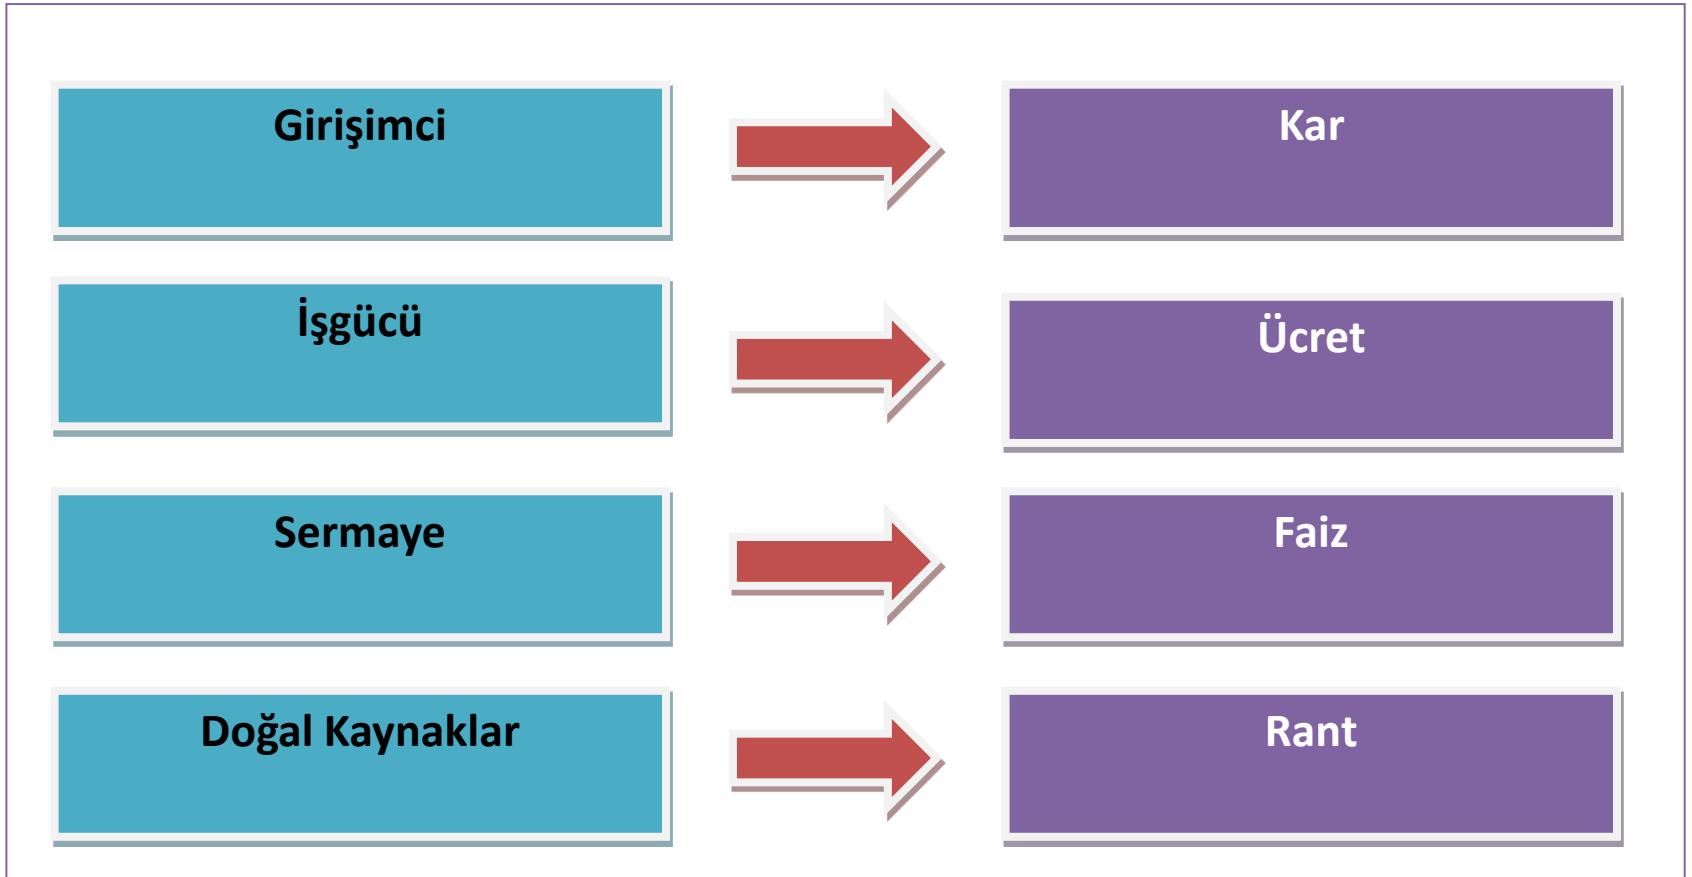 Girişimci
Kar
İşgücü
Ücret
Sermaye
Faiz
Doğal Kaynaklar
Rant